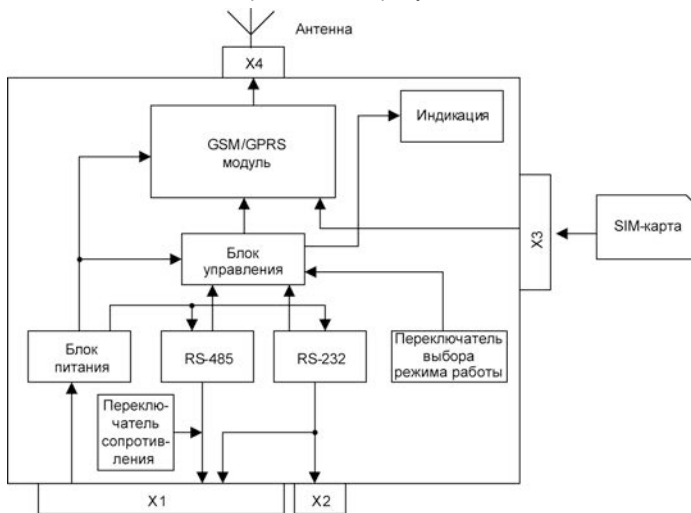 Антенна
X4
GSM/GPRS
модуль
Индикация
X3
SIM-карта
Блок
управления
Блок
питания
RS-485
RS-232
Переключатель
выбора
режима работы
Переклю-
чатель
сопротив-
ления
X1
X2